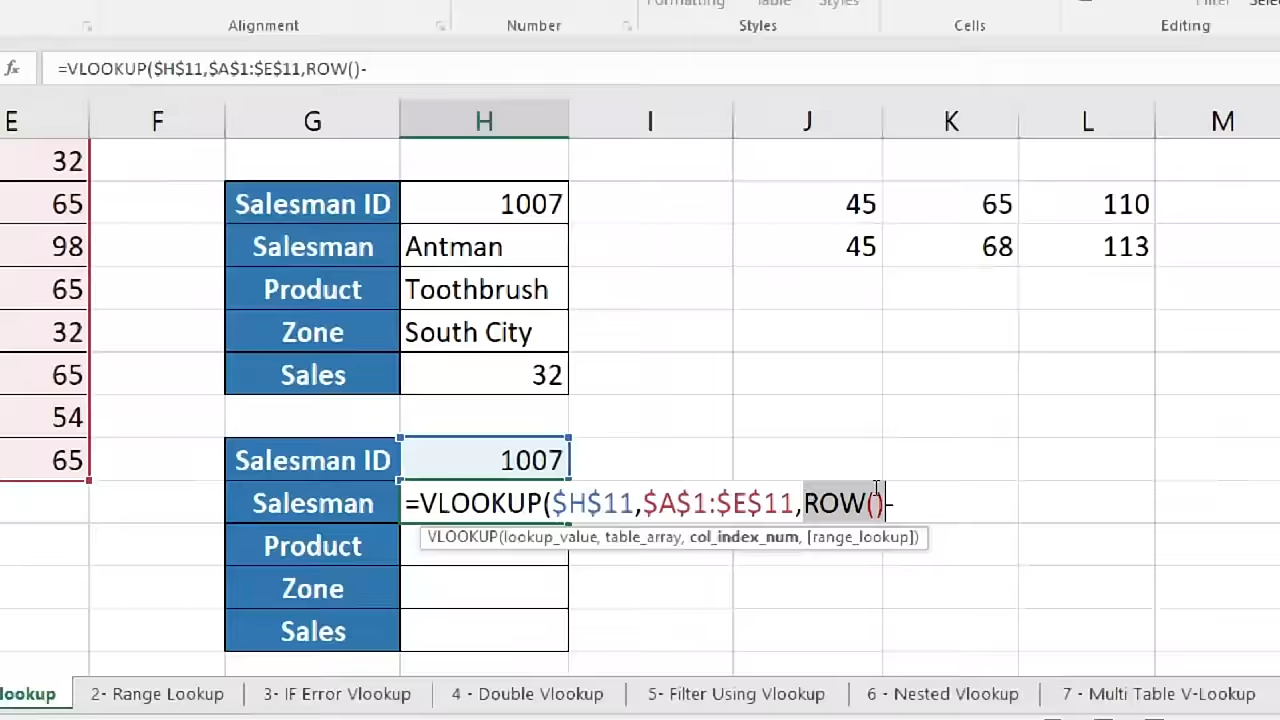 Formatting Table Styles
Alignment Number Styles Cells Editing
fx =VLOOKUP($H$11,$A$1:$E$11,ROW()-
E F G H I J K L M
32
65 Salesman ID 1007 45 65 110
98 Salesman Antman 45 68 113
65 Product Toothbrush
32 Zone South City
65 Sales 32
54
65 Salesman ID 1007
Salesman =VLOOKUP($H$11,$A$1:$E$11,ROW()-
VLOOKUP(lookup_value, table_array, col_index_num, [range_lookup])
Product
Zone
Sales
lookup 2- Range Lookup 3- IF Error Vlookup 4 - Double Vlookup 5- Filter Using Vlookup 6 - Nested Vlookup 7 - Multi Table V-Lookup